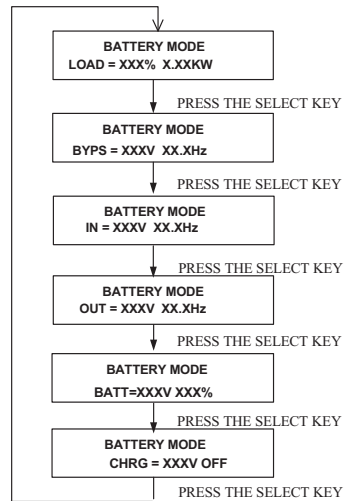 BATTERY MODE
LOAD = XXX% X.XXKW
PRESS THE SELECT KEY
BATTERY MODE
BYPS = XXXV XX.XHz
PRESS THE SELECT KEY
BATTERY MODE
IN = XXXV XX.XHz
PRESS THE SELECT KEY
BATTERY MODE
OUT = XXXV XX.XHz
PRESS THE SELECT KEY
BATTERY MODE
BATT=XXXV XXX%
PRESS THE SELECT KEY
BATTERY MODE
CHRG = XXXV OFF
PRESS THE SELECT KEY